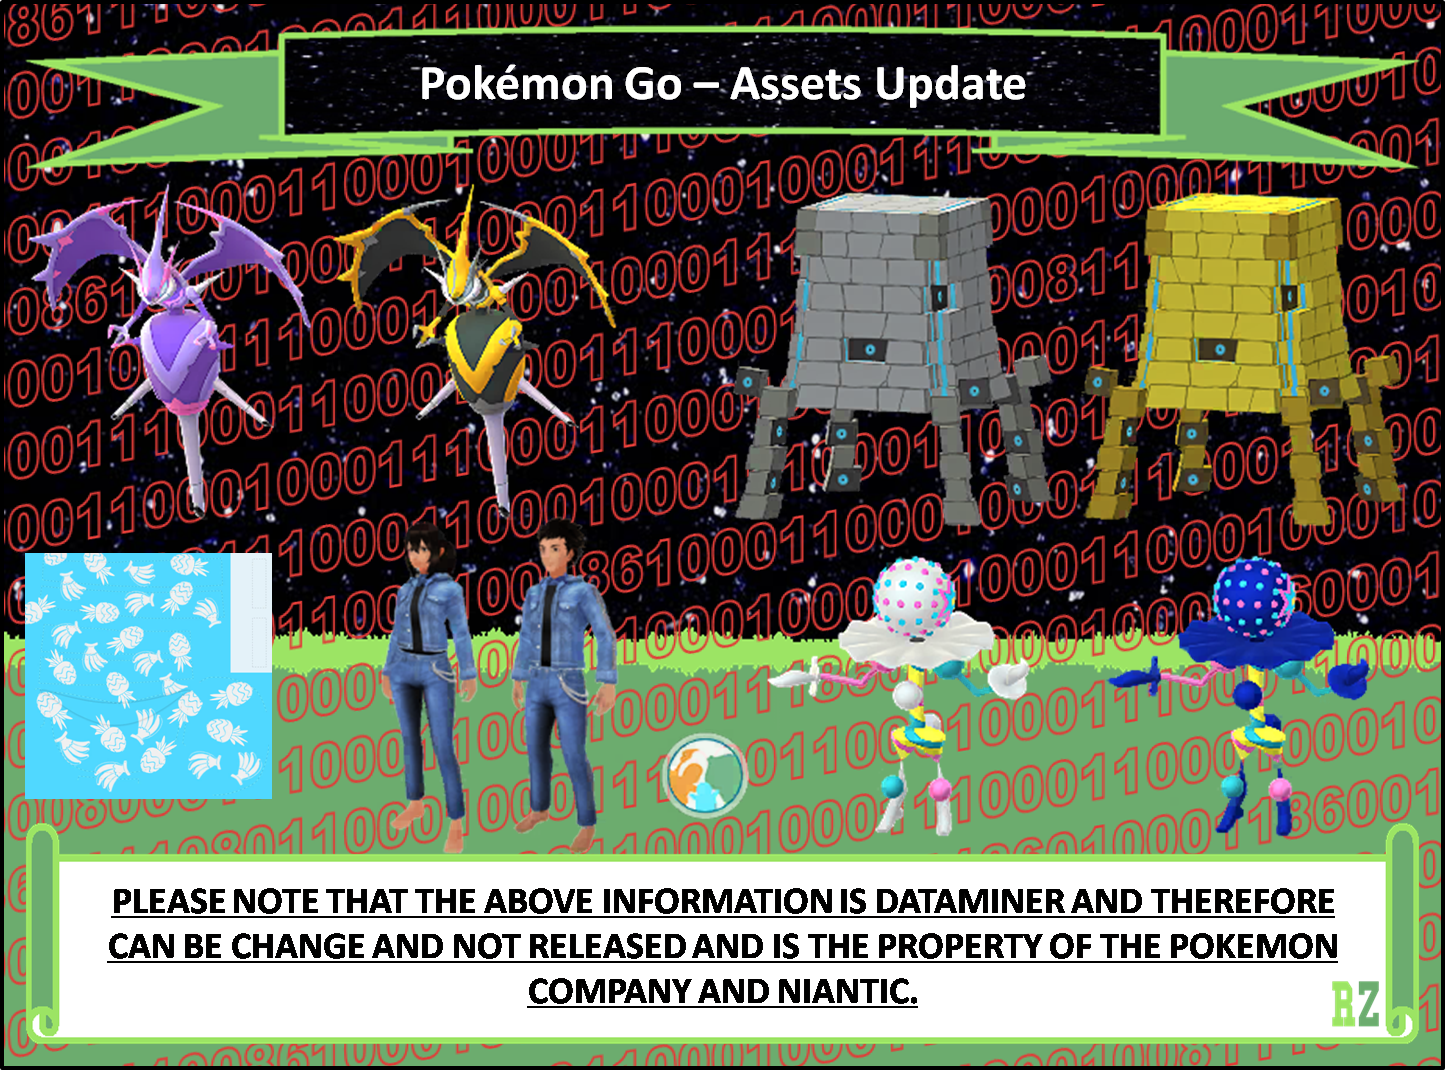 Pokémon Go – Assets Update
PLEASE NOTE THAT THE ABOVE INFORMATION IS DATAMINER AND THEREFORE
CAN BE CHANGE AND NOT RELEASED AND IS THE PROPERTY OF THE POKEMON
COMPANY AND NIANTIC.
RZ